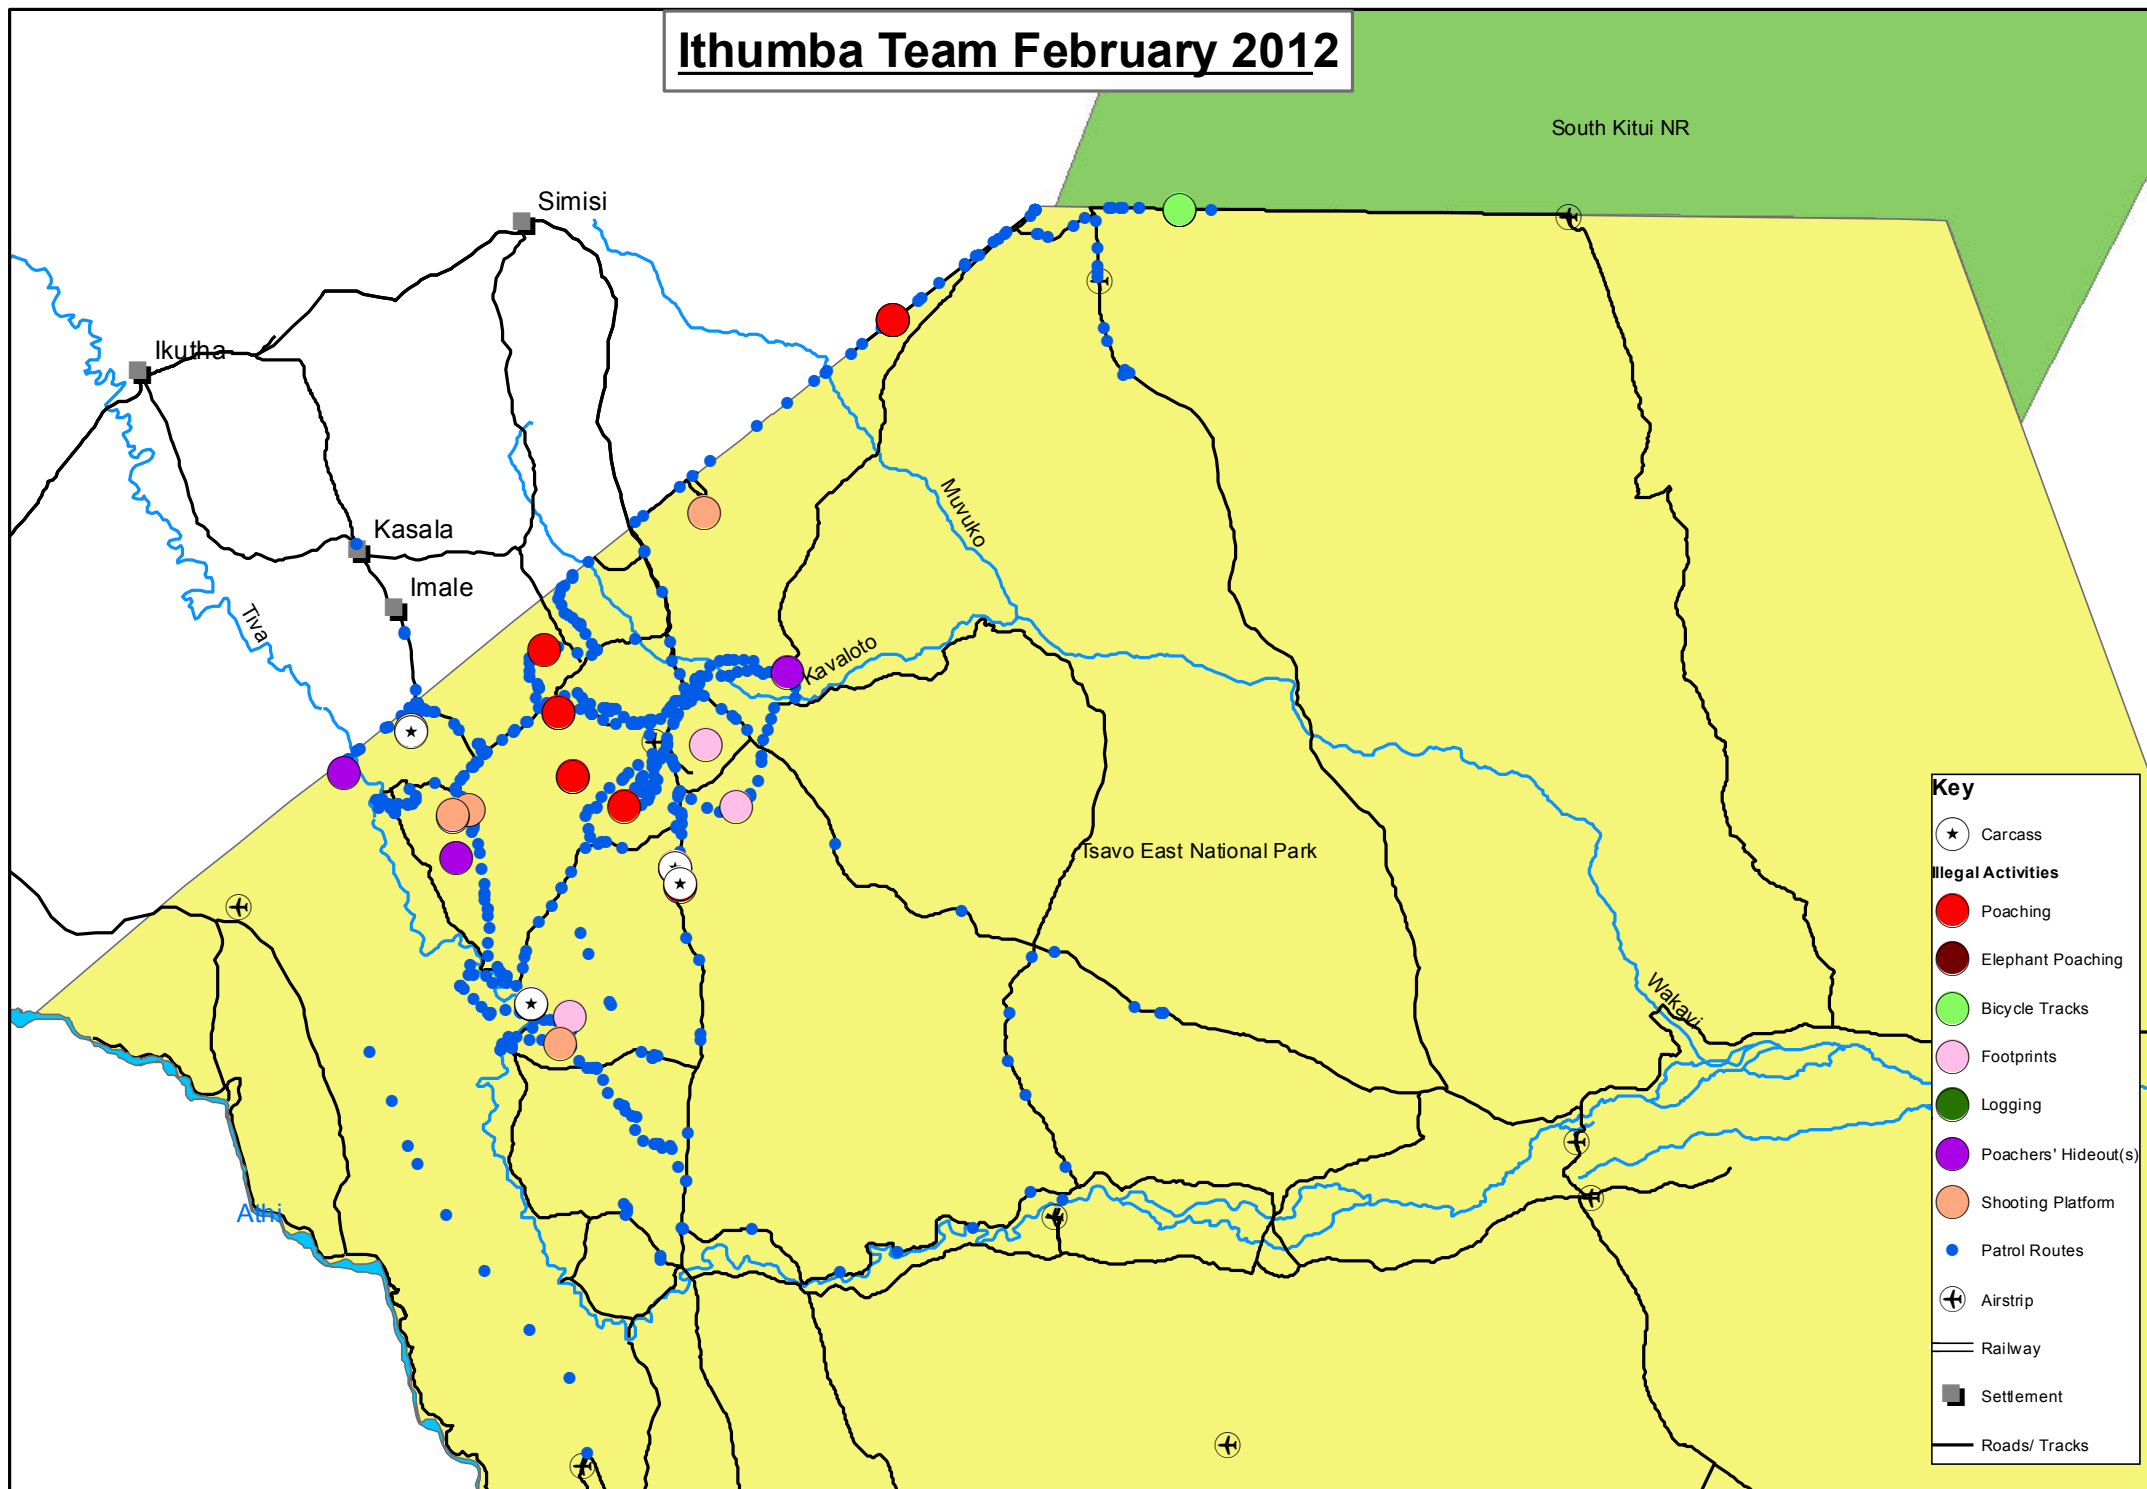 Ithumba Team February 2012
South Kitui NR
Simisi
Ikutha
Muvuko
Kasala
Imale
Tiva
Kavaloto
Tsavo East National Park
Wakavi
Athi
Key
Carcass
Illegal Activities
Poaching
Elephant Poaching
Bicycle Tracks
Footprints
Logging
Poachers' Hideout(s)
Shooting Platform
Patrol Routes
Airstrip
Railway
Settlement
Roads/ Tracks